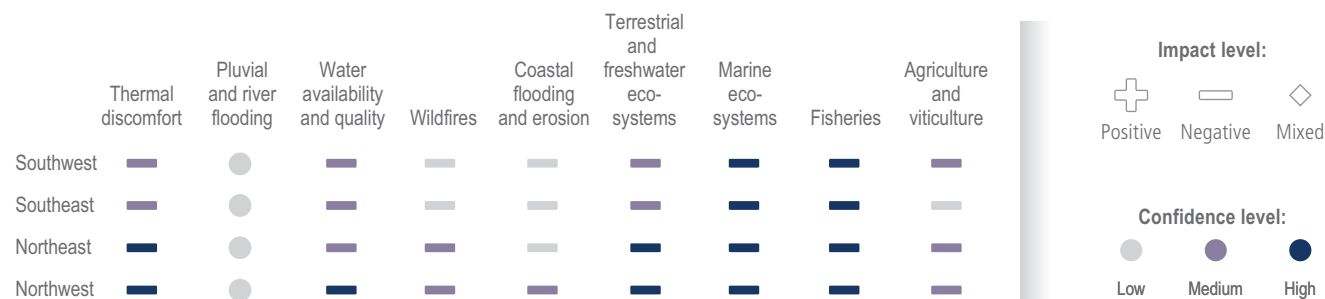 Thermal
discomfort
Pluvial
and river
flooding
Water
availability
and quality
Wildfires
Coastal
flooding
and erosion
Terrestrial
and
freshwater
eco-
systems
Marine
eco-
systems
Fisheries
Agriculture
and
viticulture
Southwest
Southeast
Northeast
Northwest
Impact level:
Positive Negative Mixed
Confidence level:
Low Medium High